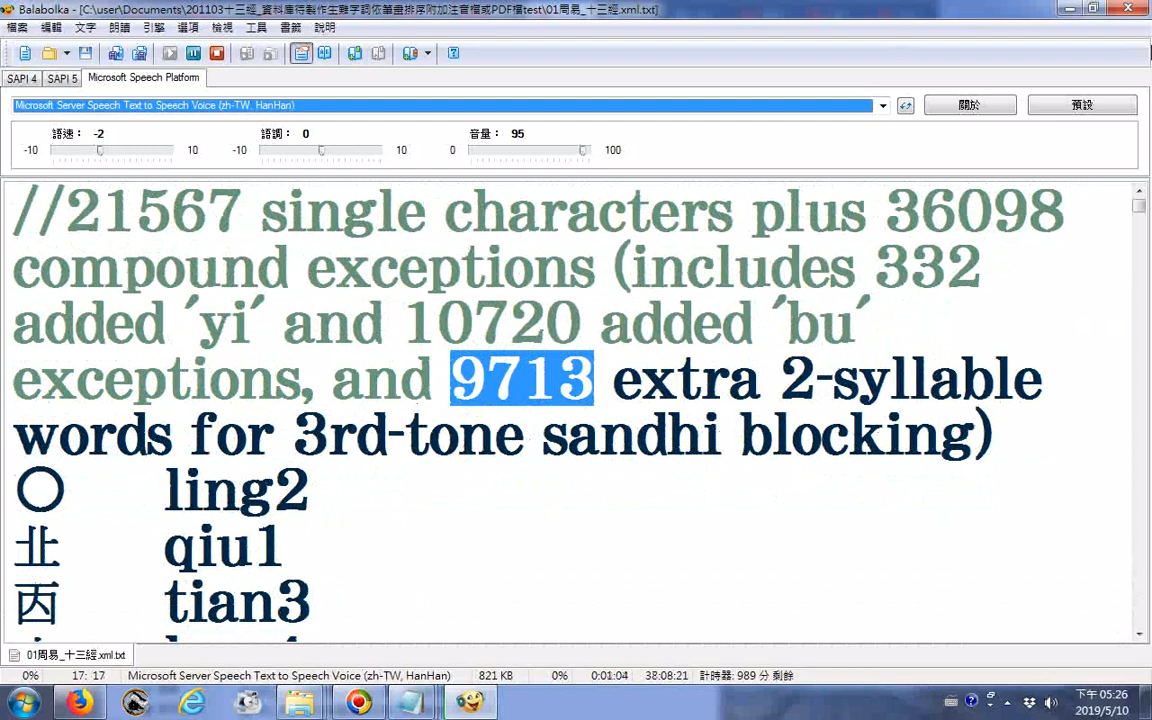 Balabolka - [C:\user\Documents\201103十三經_資料庫待製作生難字詞依筆畫排序附加注音檔或PDF檔test\01周易_十三經.xml.txt]
檔案 編輯 文字 朗讀 引擎 選項 檢視 工具 書籤 說明
SAPI 4 SAPI 5 Microsoft Speech Platform
Microsoft Server Speech Text to Speech Voice (zh-TW, HanHan) 關於 預設
語速： -2 語調： 0 音量： 95
-10 10 -10 10 0 100
//21567 single characters plus 36098
compound exceptions (includes 332
added ´yi´ and 10720 added ´bu´
exceptions, and 9713 extra 2-syllable
words for 3rd-tone sandhi blocking)
〇 ling2
㐀 qiu1
㐁 tian3
01周易_十三經.xml.txt
0% 17: 17 Microsoft Server Speech Text to Speech Voice (zh-TW, HanHan) 821 KB 0% 0:01:04 38:08:21 計時器: 989 分 剩餘
下午 05:26
2019/5/10